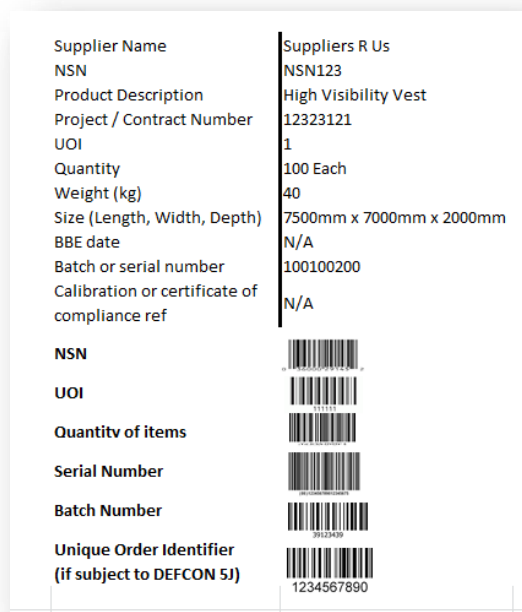 Supplier Name Suppliers R Us
NSN NSN123
Product Description High Visibility Vest
Project / Contract Number 12323121
UOI 1
Quantity 100 Each
Weight (kg) 40
Size (Length, Width, Depth) 7500mm x 7000mm x 2000mm
BBE date N/A
Batch or serial number 100100200
Calibration or certificate of
compliance ref N/A
NSN
UOI
111151
Quantity of items
Serial Number
Batch Number
39123439
Unique Order Identifier
(if subject to DEFCON 5J)
1234567890